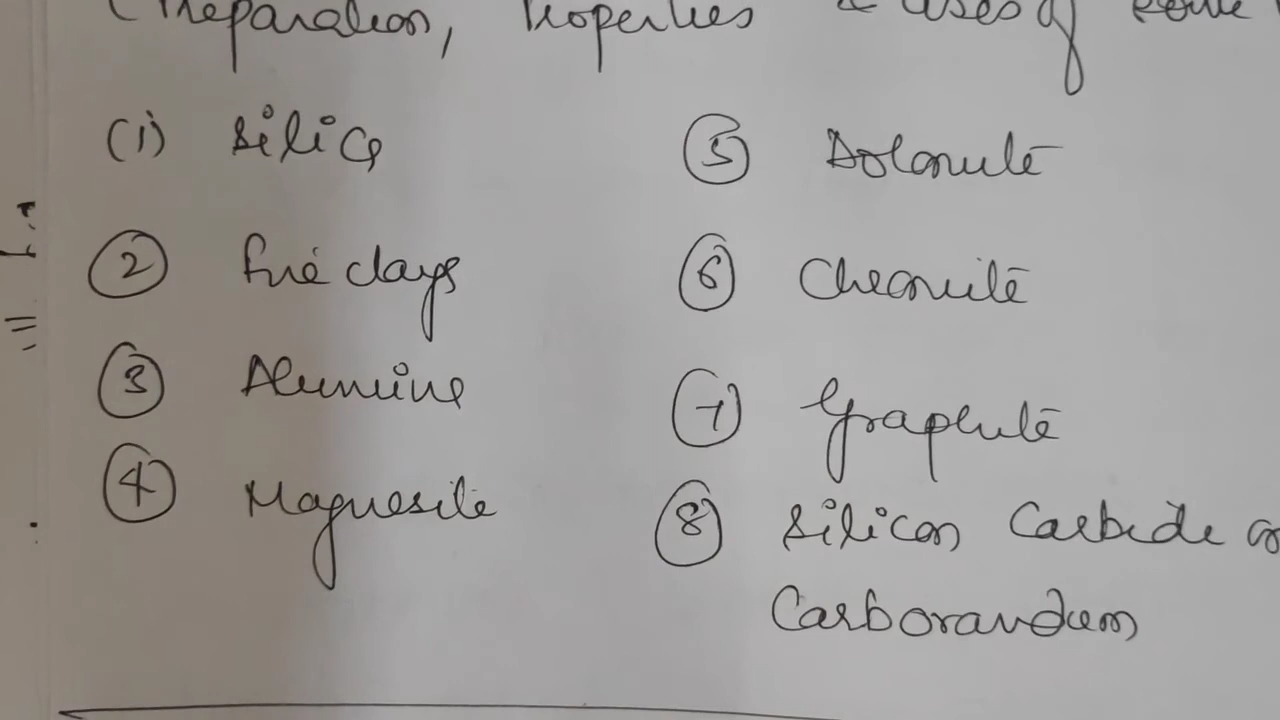 (Preparation, Properties & uses of some
(1) Silica
② Fire clays
③ Alumina
④ Magnesite
⑤ Dolomite
⑥ Chromite
⑦ Graphite
⑧ Silicon Carbide or
Carborandum